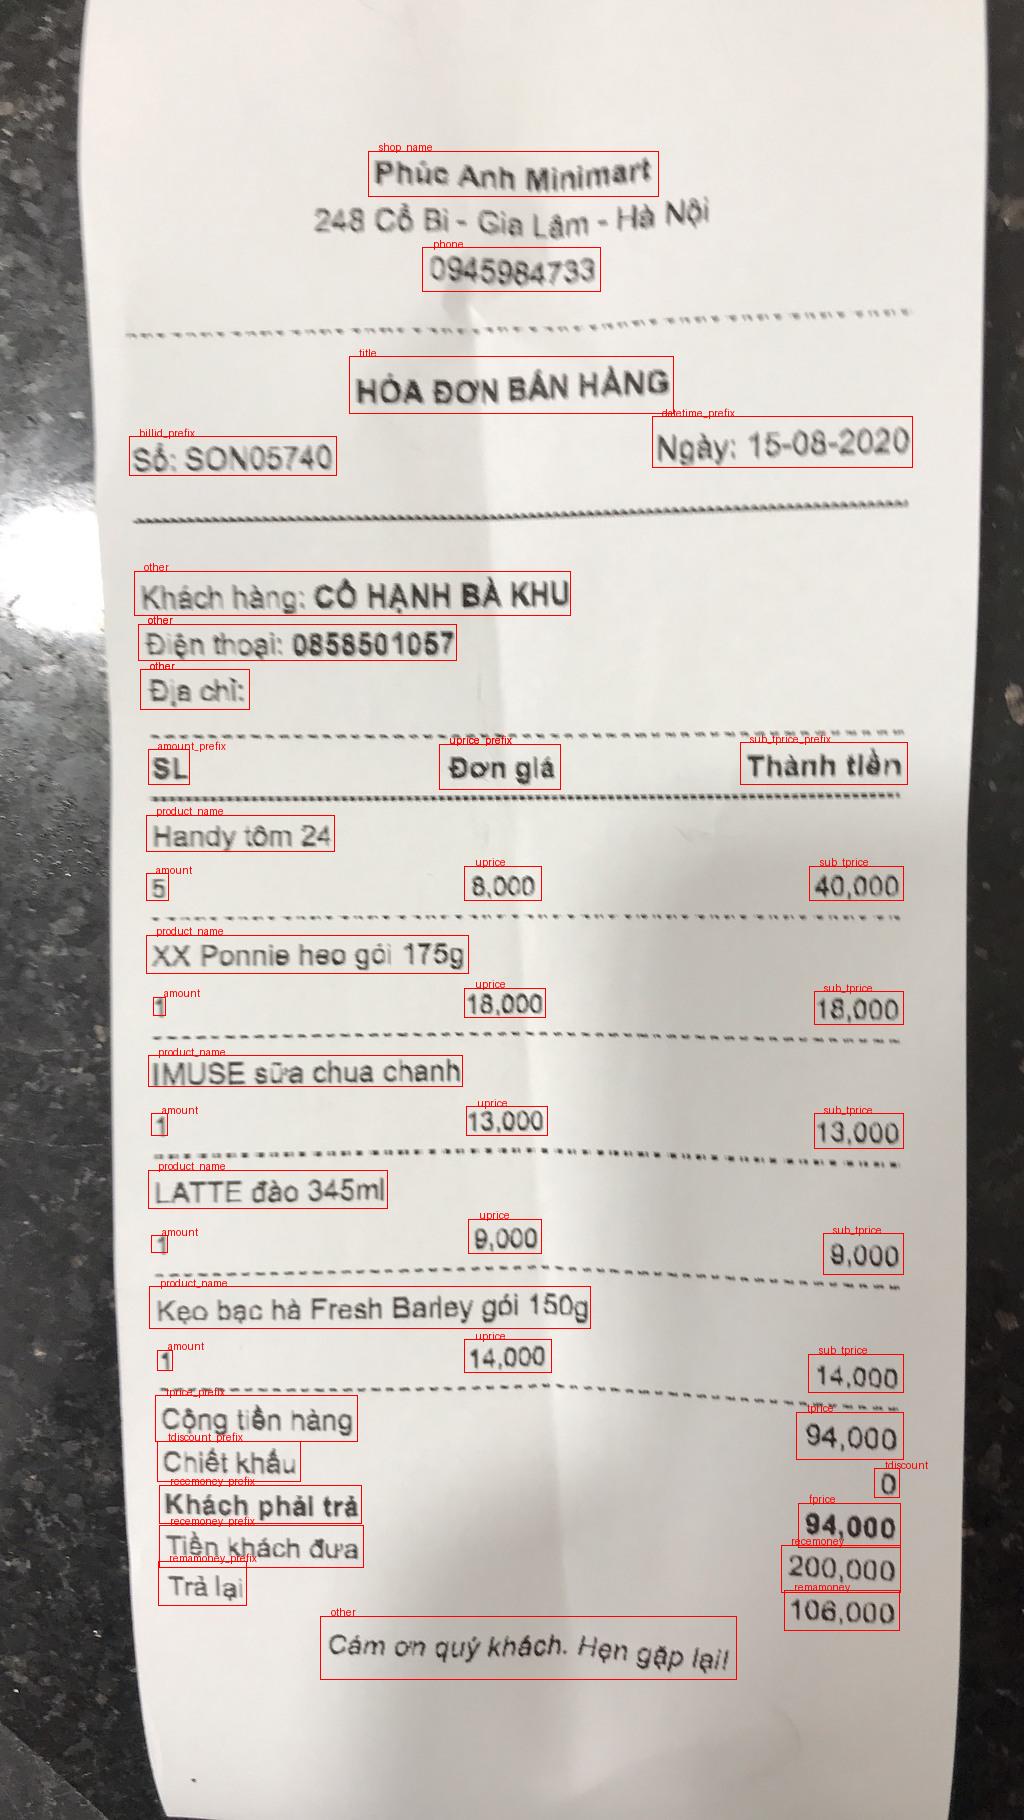 shop_name
Phúc Anh Minimart
248 Cổ Bi - Gia Lâm - Hà Nội
phone
0945984733
title
HÓA ĐƠN BÁN HÀNG
billid_prefix datetime_prefix
Số: SON05740 Ngày: 15-08-2020
other
Khách hàng: CÔ HẠNH BÀ KHU
other
Điện thoại: 0858501057
other
Địa chỉ:
amount_prefix uprice_prefix sub_tprice_prefix
SL Đơn giá Thành tiền
product_name
Handy tôm 24
amount uprice sub_tprice
5 8,000 40,000
product_name
XX Ponnie heo gói 175g
amount uprice sub_tprice
1 18,000 18,000
product_name
IMUSE sữa chua chanh
amount uprice sub_tprice
1 13,000 13,000
product_name
LATTE đào 345ml
amount uprice sub_tprice
1 9,000 9,000
product_name
Kẹo bạc hà Fresh Barley gói 150g
amount uprice sub_tprice
1 14,000 14,000
tprice_prefix tprice
Cộng tiền hàng 94,000
tdiscount_prefix tdiscount
Chiết khấu 0
recemoney_prefix fprice
Khách phải trả 94,000
recemoney_prefix recemoney
Tiền khách đưa 200,000
remamoney_prefix remamoney
Trả lại 106,000
other
Cám ơn quý khách. Hẹn gặp lại!